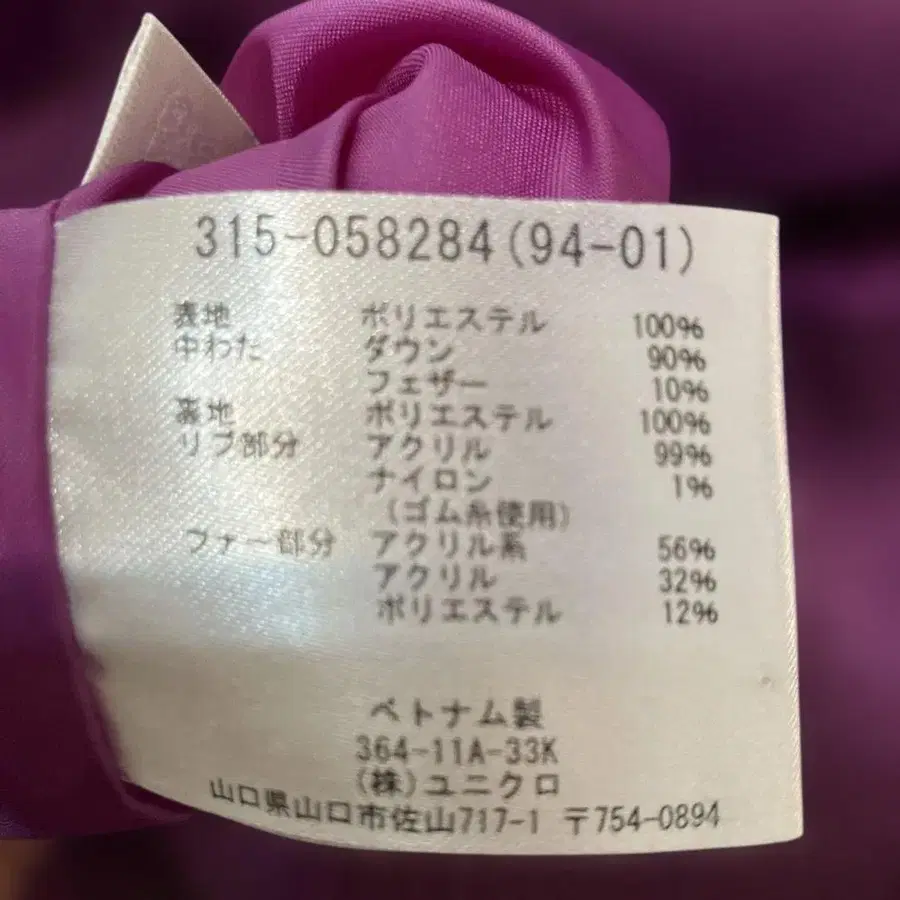 315-058284(94-01)
表地 ポリエステル 100%
中わた ダウン 90%
フェザー 10%
裏地 ポリエステル 100%
リブ部分 アクリル 99%
ナイロン 1%
(ゴム糸使用)
ファー部分 アクリル系 56%
アクリル 32%
ポリエステル 12%
ベトナム製
364-11A-33K
(株)ユニクロ
山口県山口市佐山717-1 〒754-0894